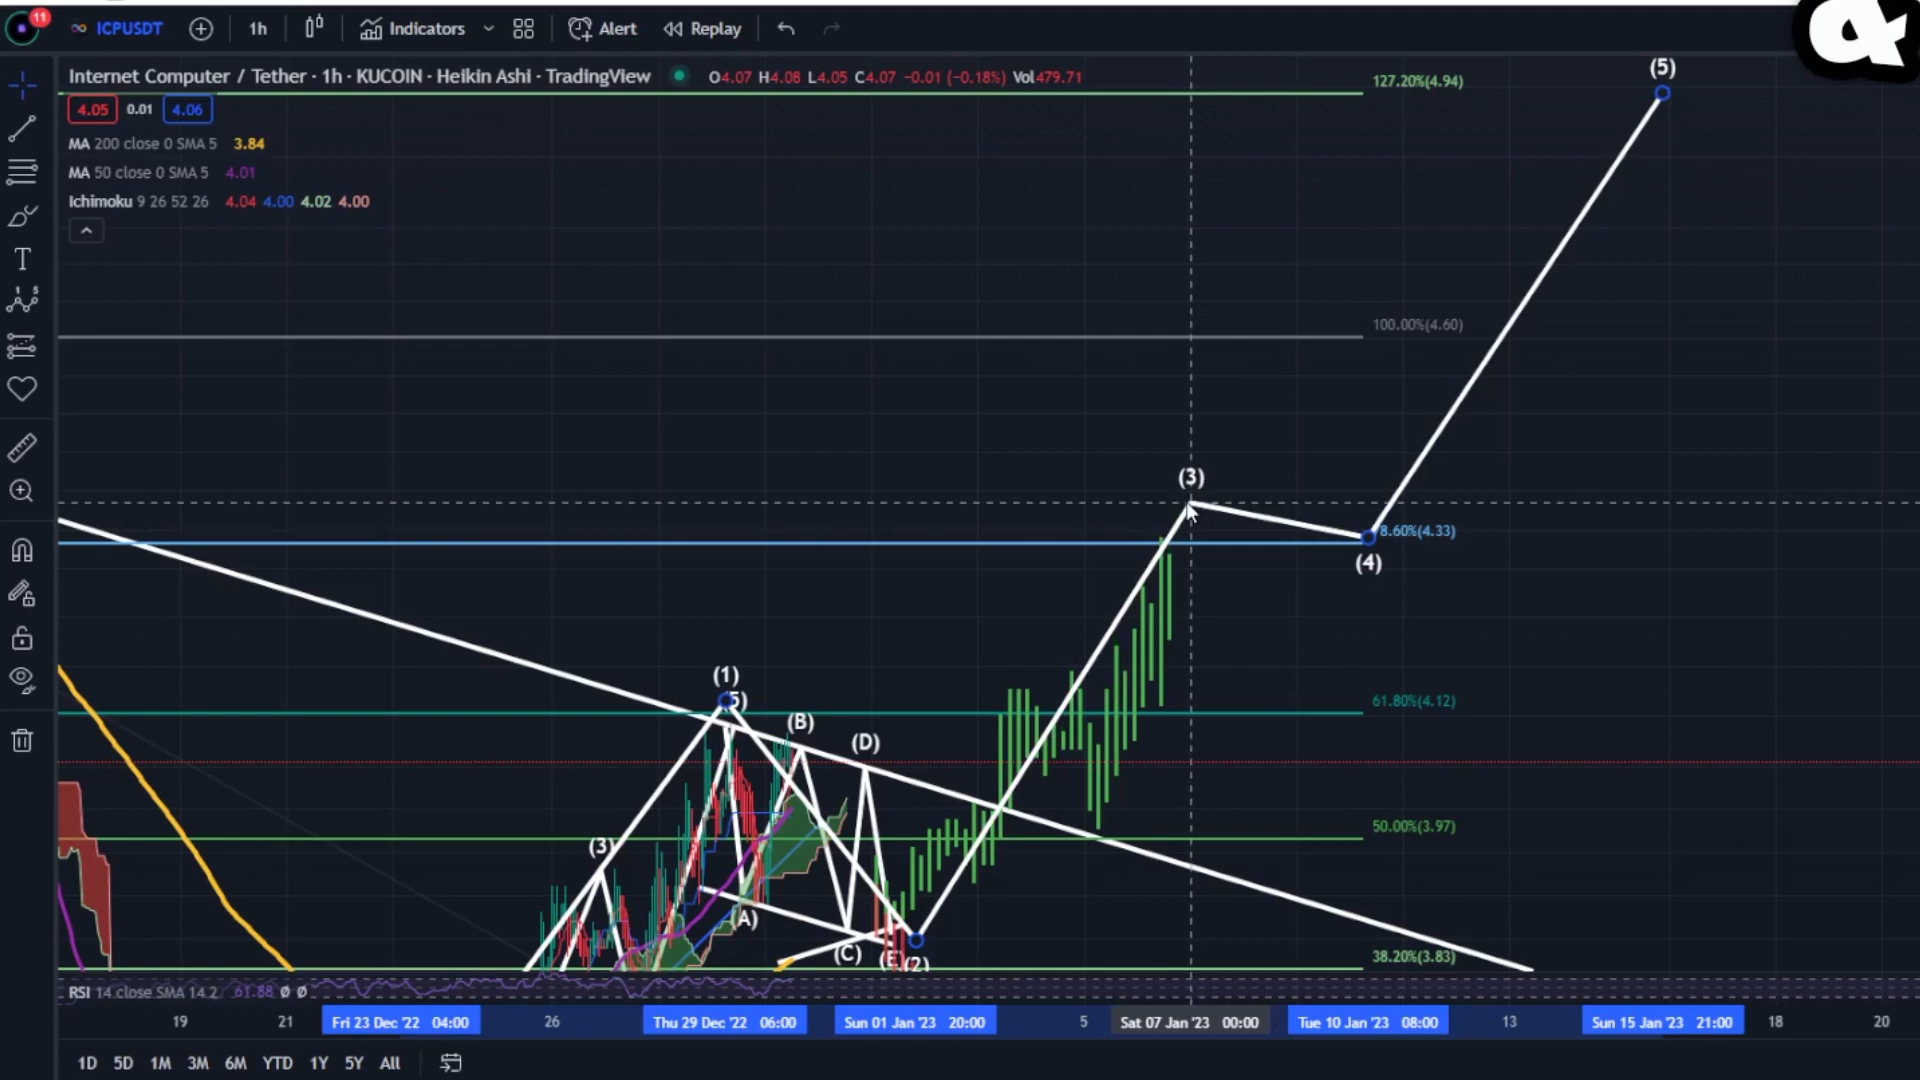 11
ICPUSDT
1h
Indicators
Alert
Replay
&
Internet Computer / Tether · 1h · KUCOIN · Heikin Ashi · TradingView
O4.07 H4.08 L4.05 C4.07 -0.01 (-0.18%) Vol479.71
4.05 0.01 4.06
MA 200 close 0 SMA 5 3.84
MA 50 close 0 SMA 5 4.01
Ichimoku 9 26 52 26 4.04 4.00 4.02 4.00
T
127.20%(4.94)
(5)
100.00%(4.60)
(3)
8.60%(4.33)
(4)
(1)
5)
61.80%(4.12)
(B)
(D)
50.00%(3.97)
(3)
(A)
(C)
(E
(2)
38.20%(3.83)
RSI 14 close SMA 14 2 61.88 Ø Ø
19 21 Fri 23 Dec '22 04:00 26 Thu 29 Dec '22 06:00 Sun 01 Jan '23 20:00 5 Sat 07 Jan '23 00:00 Tue 10 Jan '23 08:00 13 Sun 15 Jan '23 21:00 18 20
1D 5D 1M 3M 6M YTD 1Y 5Y All